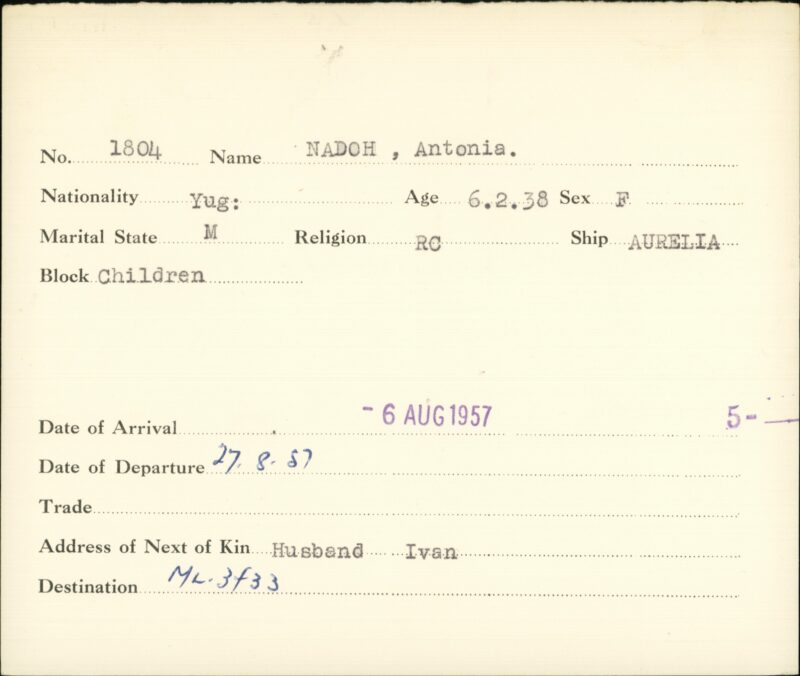 No. 1804 Name NADOH , Antonia.
Nationality Yug: Age 6.2.38 Sex F
Marital State M Religion RC Ship AURELIA
Block Children
Date of Arrival - 6 AUG 1957 5-
Date of Departure 27. 8. 57
Trade
Address of Next of Kin Husband Ivan
Destination ML. 3f33